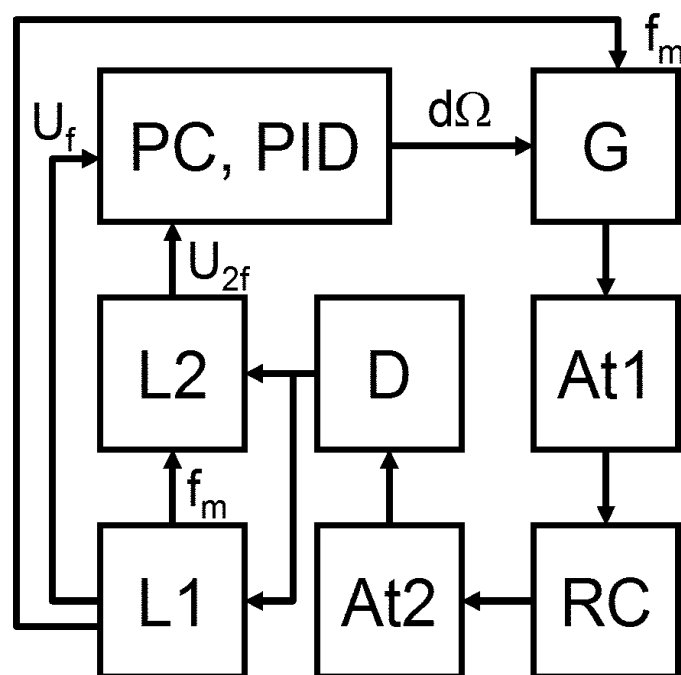 f_m
U_f
PC, PID
dΩ
G
U_2f
L2
D
At1
f_m
L1
At2
RC